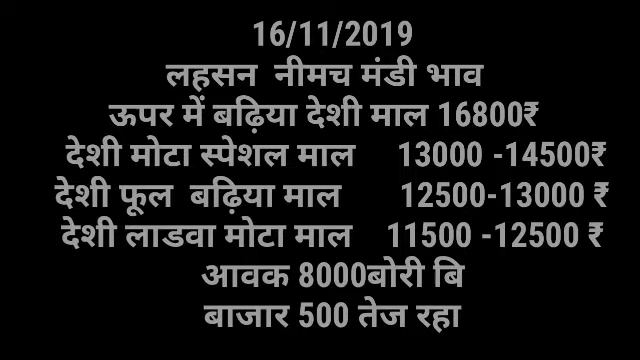 16/11/2019
लहसन नीमच मंडी भाव
ऊपर में बढ़िया देशी माल 16800₹
देशी मोटा स्पेशल माल 13000 -14500₹
देशी फूल बढ़िया माल 12500-13000 ₹
देशी लाडवा मोटा माल 11500 -12500 ₹
आवक 8000बोरी बि
बाजार 500 तेज रहा